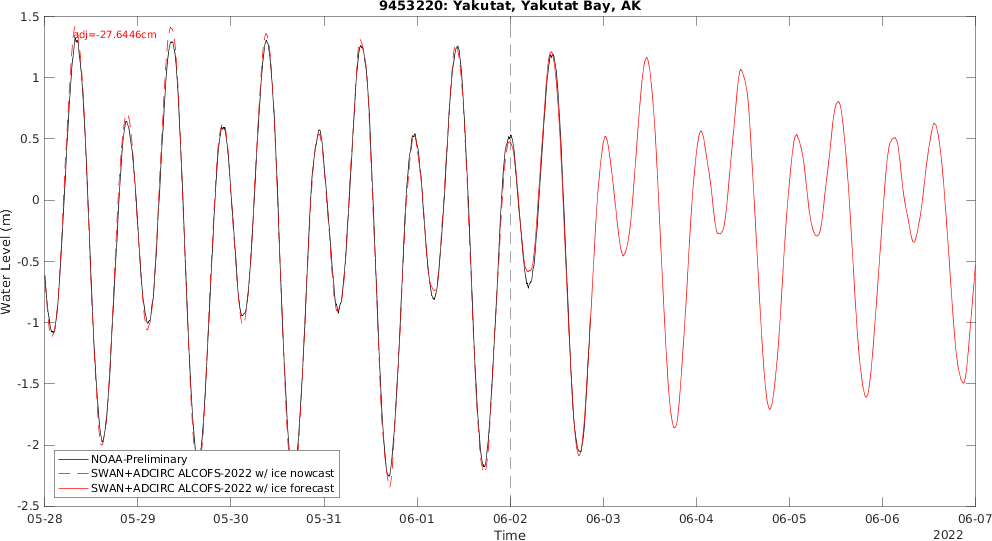 9453220: Yakutat, Yakutat Bay, AK
adj=-27.6446cm
1.5
1
0.5
0
-0.5
-1
-1.5
-2
-2.5
Water Level (m)
NOAA-Preliminary
SWAN+ADCIRC ALCOFS-2022 w/ ice nowcast
SWAN+ADCIRC ALCOFS-2022 w/ ice forecast
05-28 05-29 05-30 05-31 06-01 06-02 06-03 06-04 06-05 06-06 06-07
Time
2022